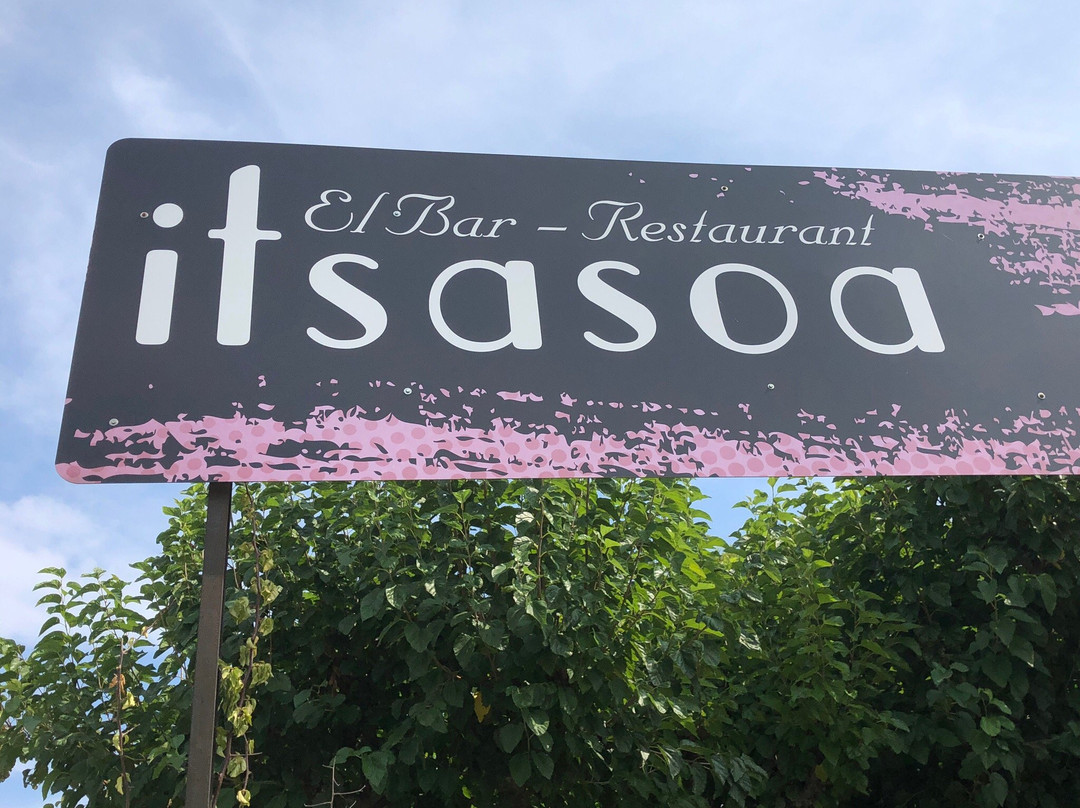 El Bar – Restaurant
itsasoa